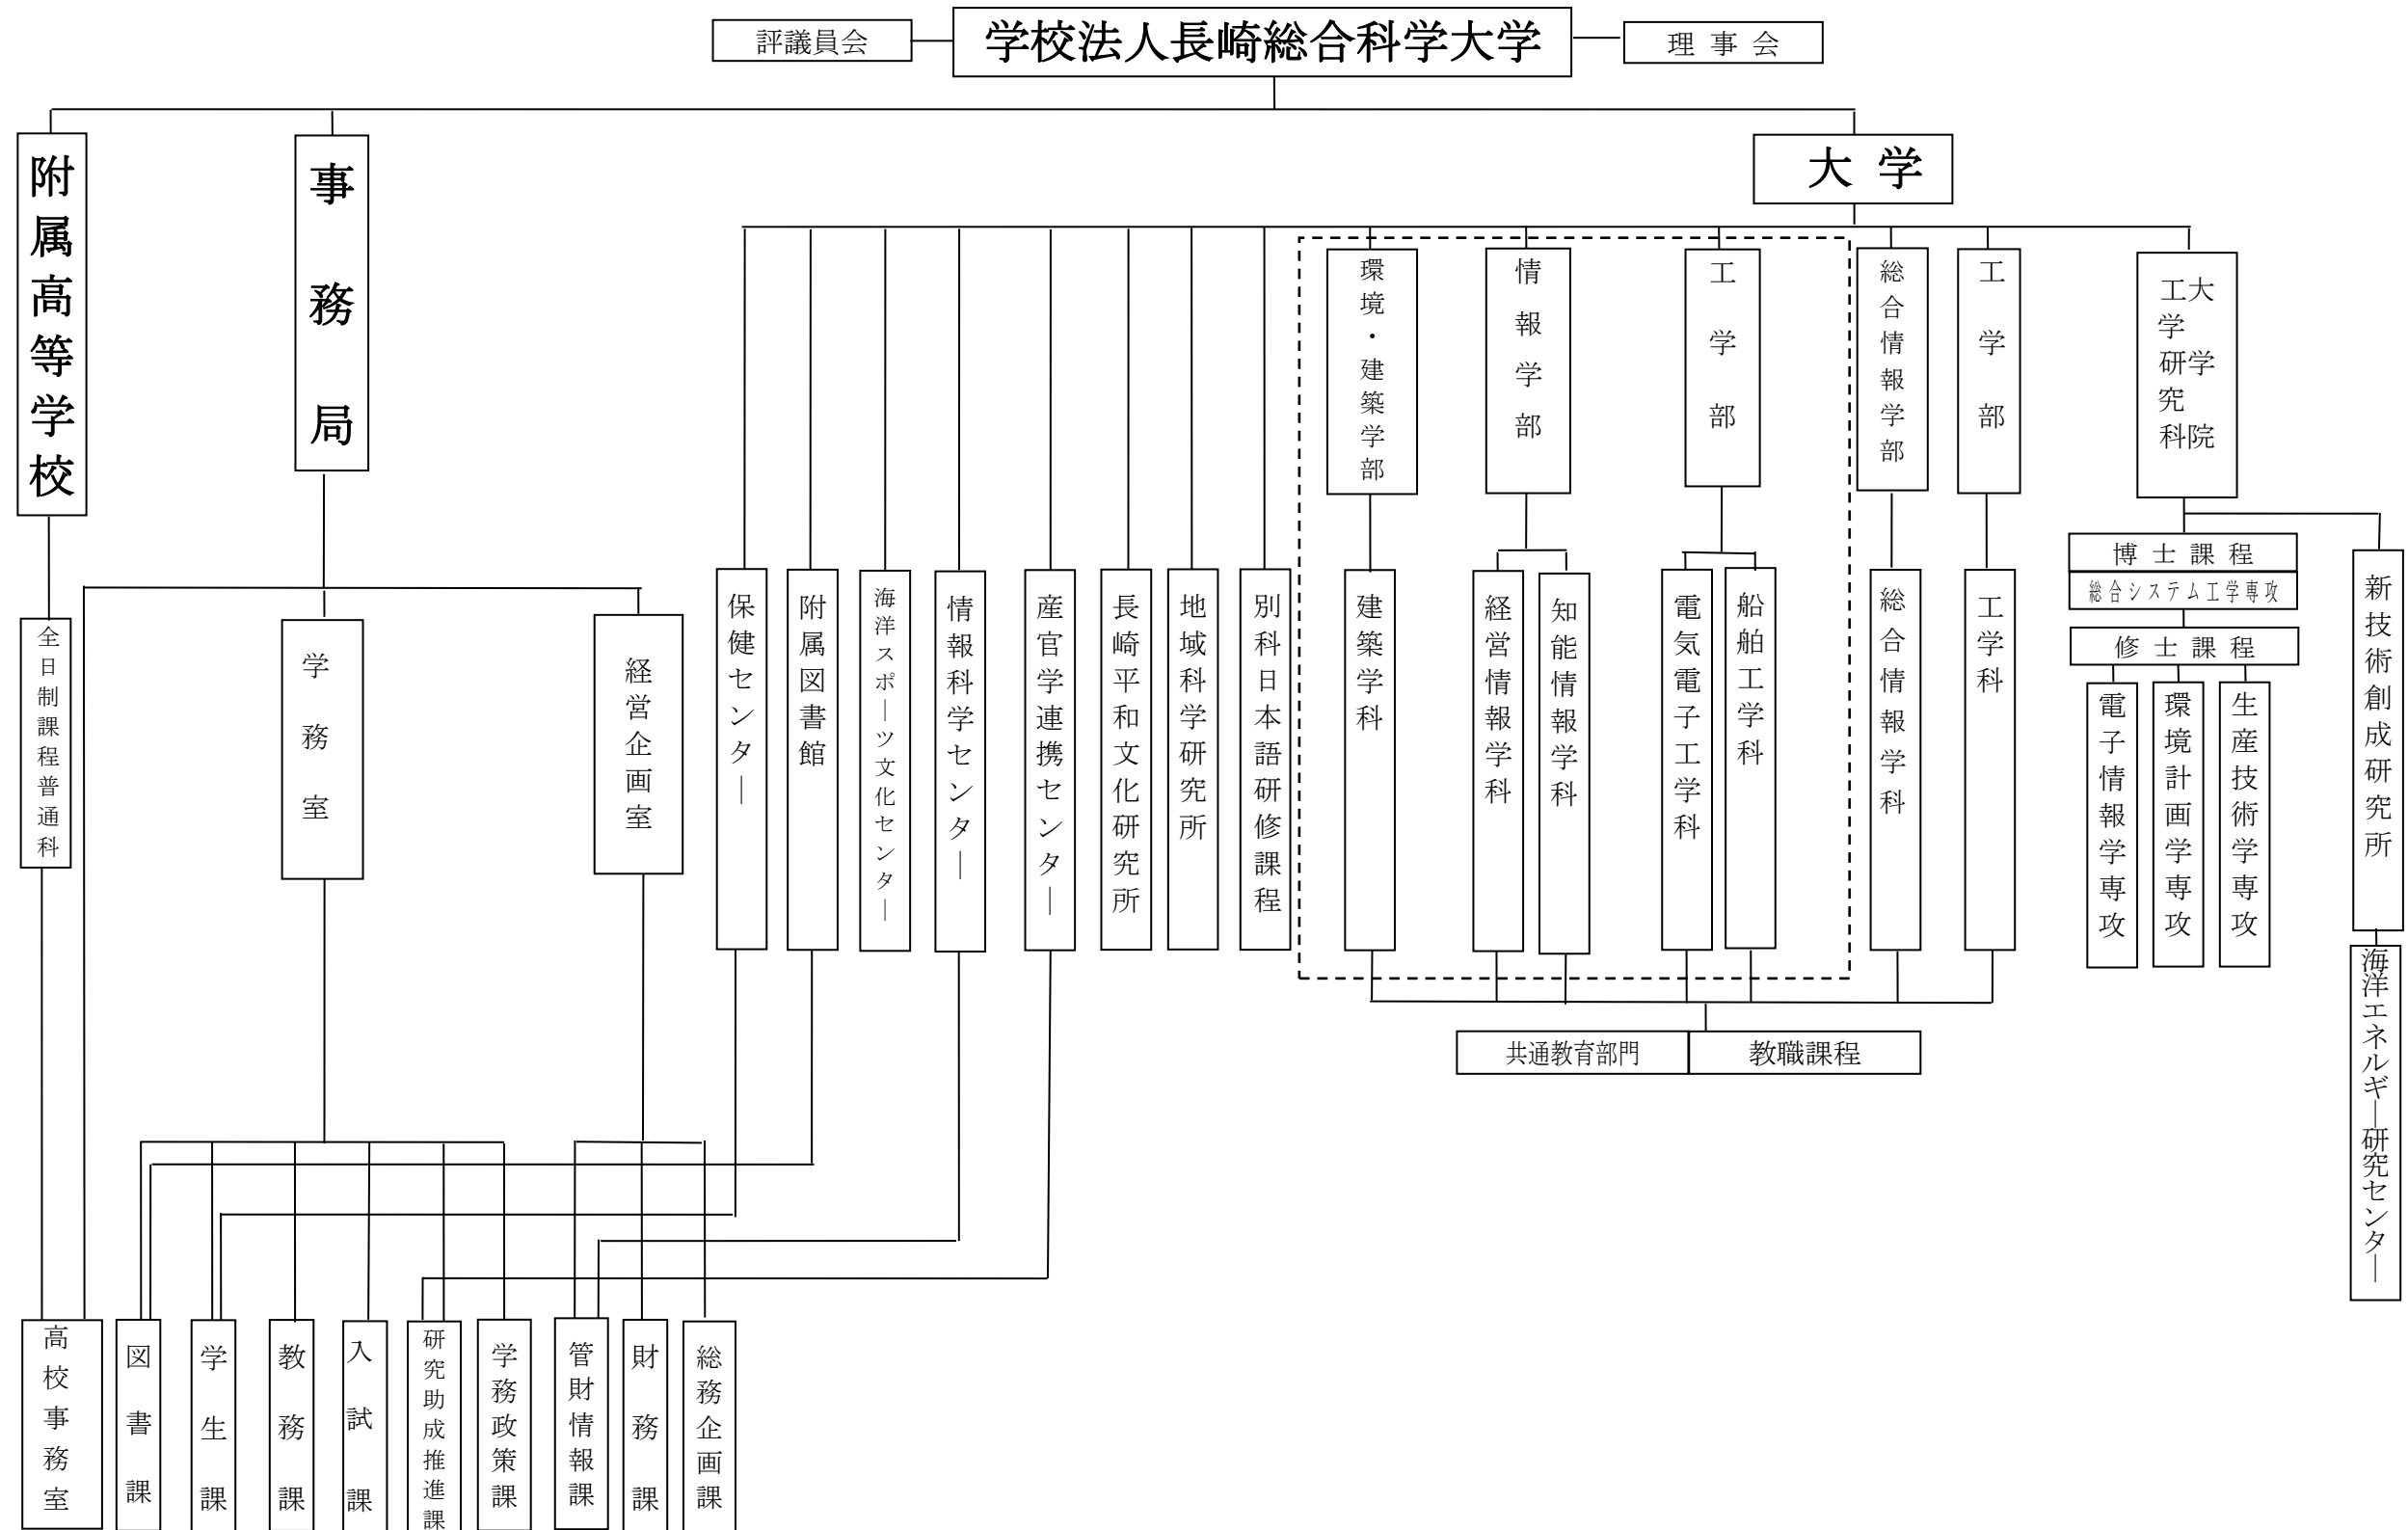 評議員会
学校法人長崎総合科学大学
理事会
附属高等学校
事務局
大学
環境・建築学部
情報学部
工学部
総合情報学部
工学部
大学院
工学研究科
博士課程
総合システム工学専攻
修士課程
電子情報学専攻
環境計画学専攻
生産技術学専攻
新技術創成研究所
海洋エネルギー研究センター
全日制課程普通科
学務室
経営企画室
保健センター
附属図書館
海洋スポーツ文化センター
情報科学センター
産官学連携センター
長崎平和文化研究所
地域科学研究所
別科日本語研修課程
建築学科
経営情報学科
知能情報学科
電気電子工学科
船舶工学科
総合情報学科
工学科
共通教育部門
教職課程
高校事務室
図書課
学生課
教務課
入試課
研究助成推進課
学務政策課
管財情報課
財務課
総務企画課